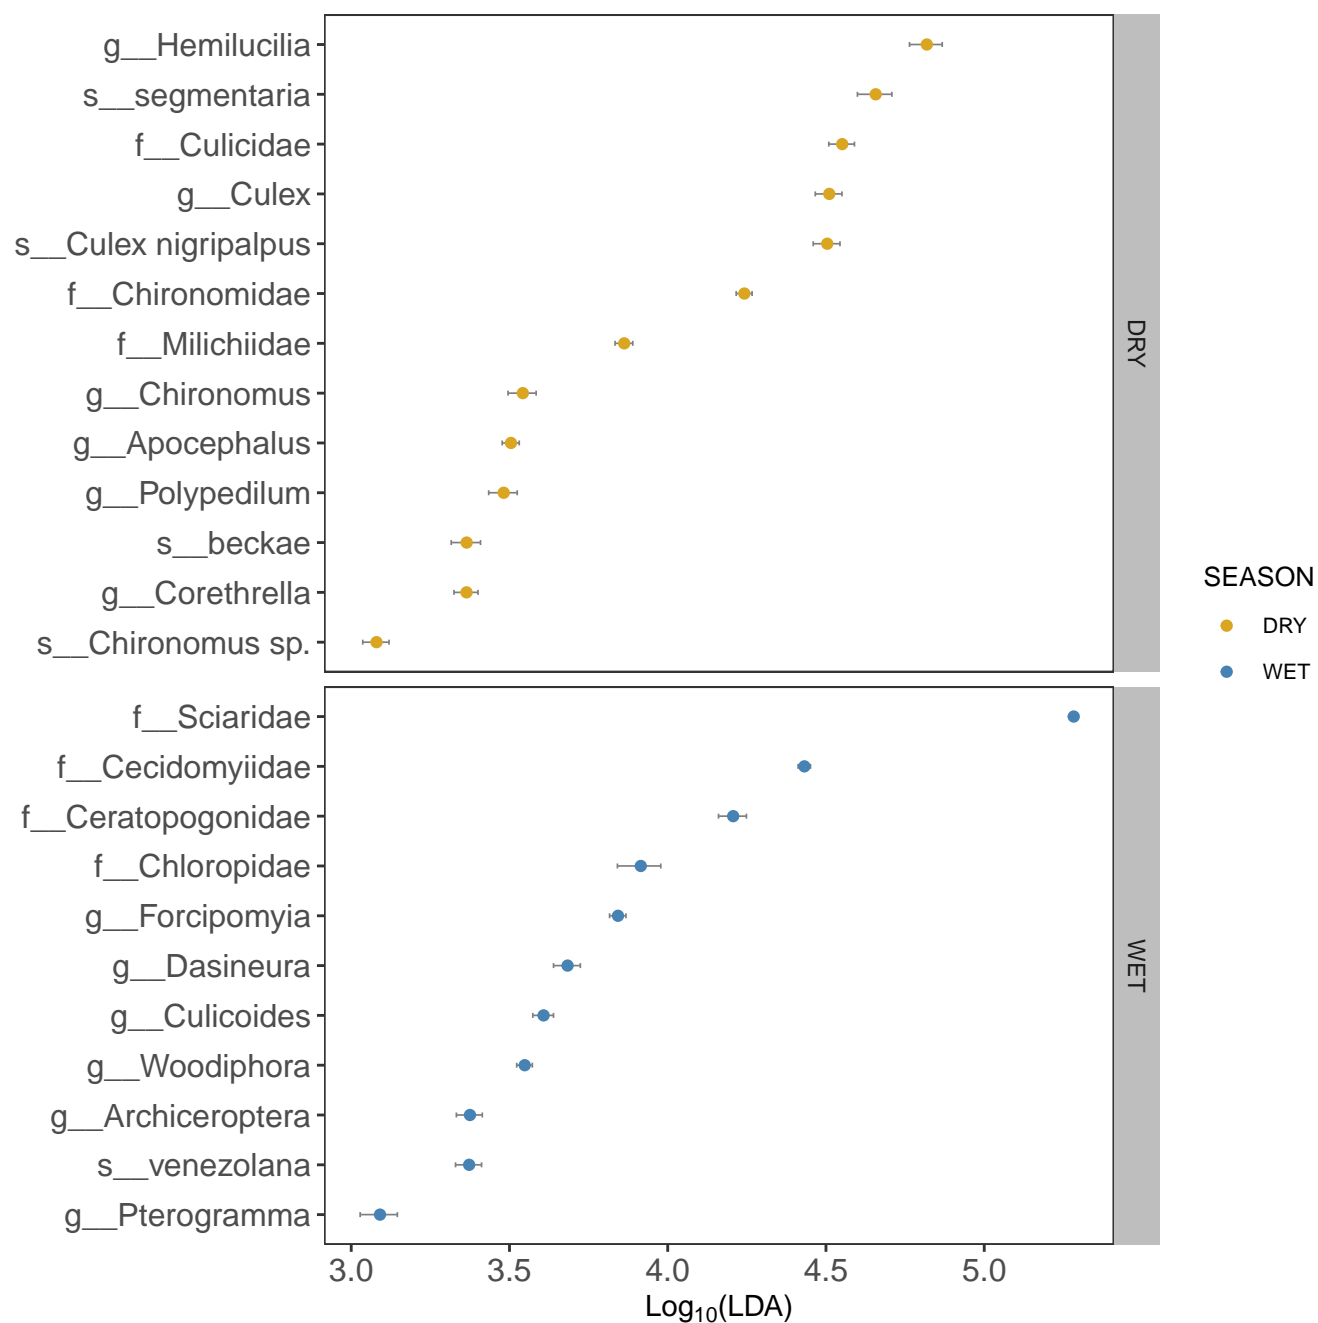 g__Hemilucilia
s__segmentaria
f__Culicidae
g__Culex
s__Culex nigripalpus
f__Chironomidae
f__Milichiidae
g__Chironomus
g__Apocephalus
g__Polypedilum
s__beckae
g__Corethrella
s__Chironomus sp.
DRY
f__Sciaridae
f__Cecidomyiidae
f__Ceratopogonidae
f__Chloropidae
g__Forcipomyia
g__Dasineura
g__Culicoides
g__Woodiphora
g__Archiceroptera
s__venezolana
g__Pterogramma
WET
3.0 3.5 4.0 4.5 5.0
Log₁₀(LDA)
SEASON
DRY
WET